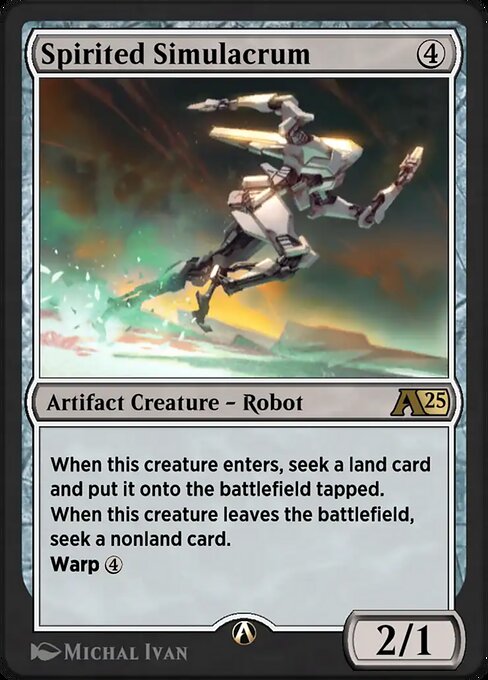 Spirited Simulacrum 4
Artifact Creature – Robot A25
When this creature enters, seek a land card
and put it onto the battlefield tapped.
When this creature leaves the battlefield,
seek a nonland card.
Warp 4
2/1
Michal Ivan